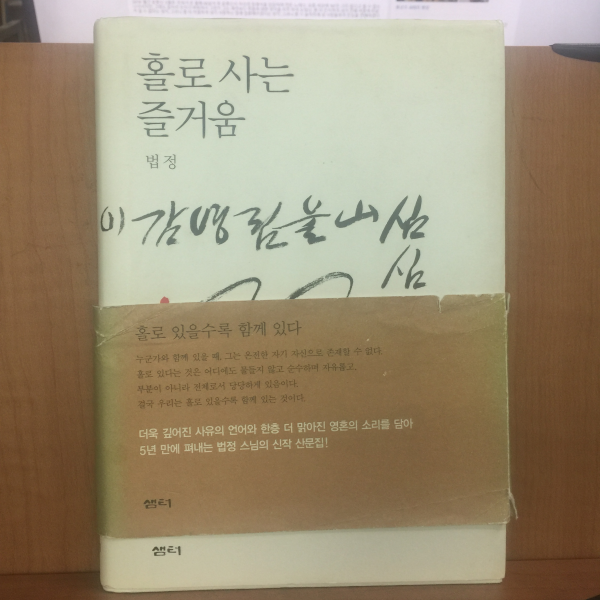 홀로 사는
즐거움
법정
홀로 있을수록 함께 있다
누군가와 함께 있을 때, 그는 온전한 자기 자신으로 존재할 수 없다.
홀로 있다는 것은 어디에도 물들지 않고 순수하며 자유롭고,
부분이 아니라 전체로서 당당하게 있음이다.
결국 우리는 홀로 있을수록 함께 있는 것이다.
더욱 깊어진 사유의 언어와 한층 더 맑아진 영혼의 소리를 담아
5년 만에 펴내는 법정 스님의 신작 산문집!
샘터
샘터